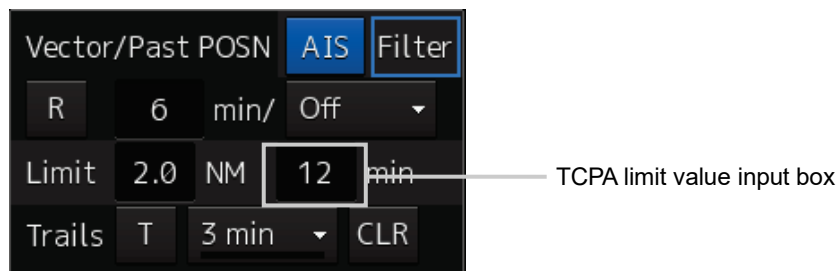 Vector/Past POSN AIS Filter
R 6 min/ Off
Limit 2.0 NM 12 min
TCPA limit value input box
Trails T 3 min CLR